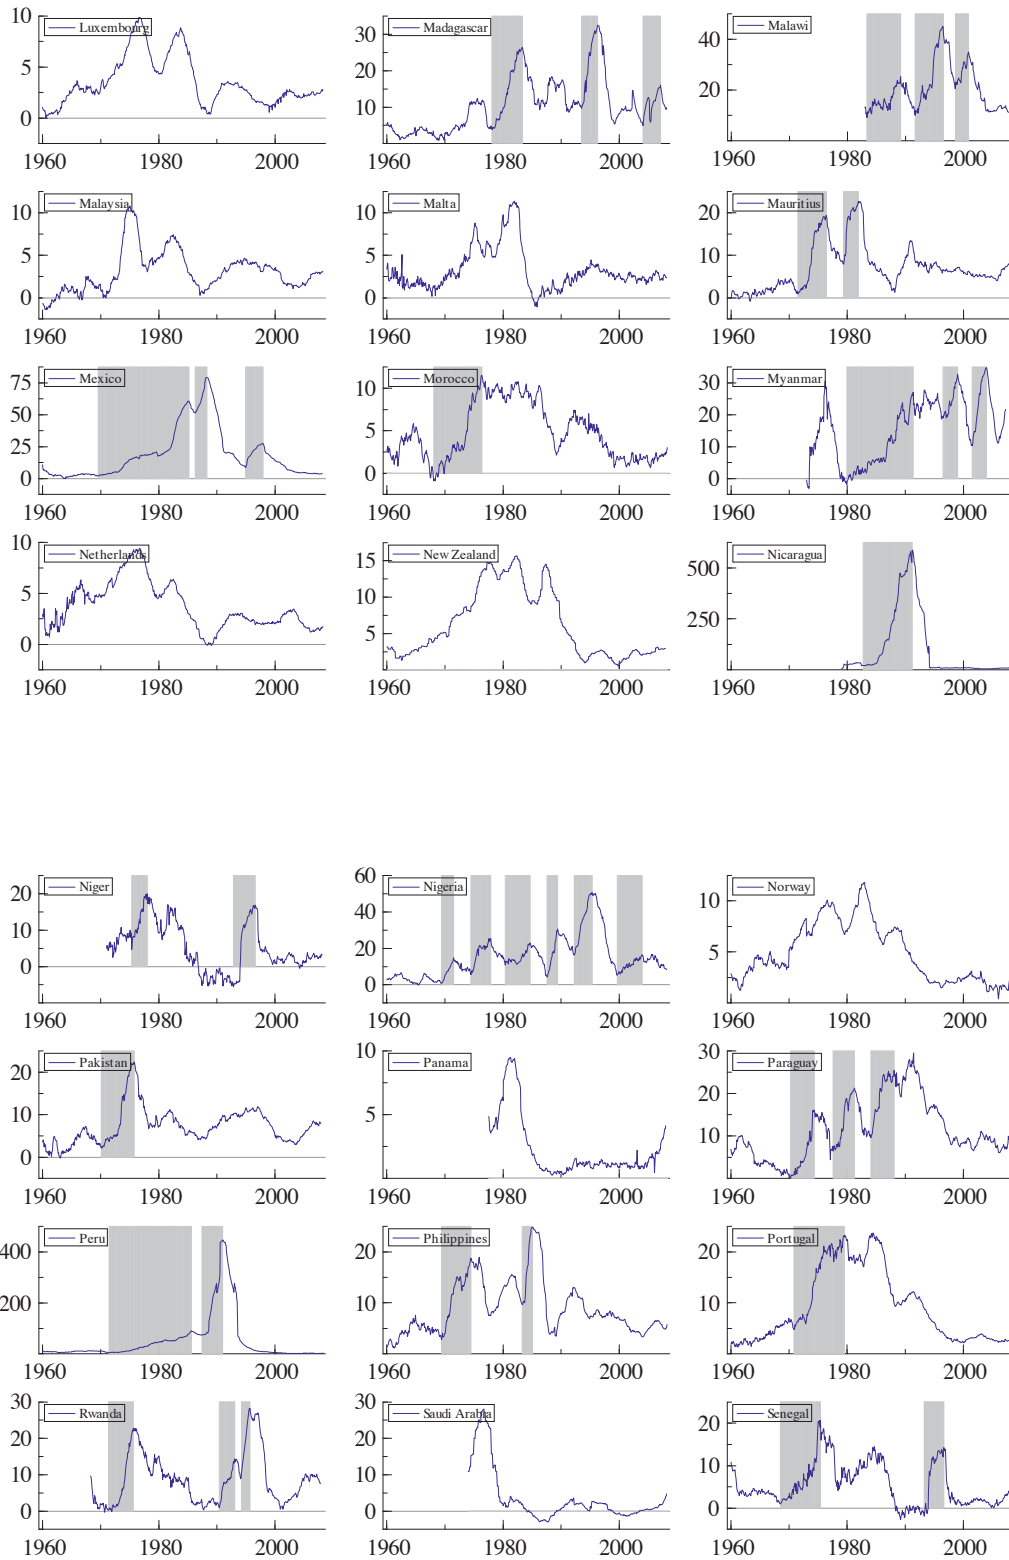 10 Luxembourg
5
0
1960 1980 2000
30 Madagascar
20
10
1960 1980 2000
40 Malawi
20
1960 1980 2000
10 Malaysia
5
0
1960 1980 2000
10 Malta
5
0
1960 1980 2000
20 Mauritius
10
0
1960 1980 2000
75 Mexico
50
25
0
1960 1980 2000
10 Morocco
5
0
1960 1980 2000
30 Myanmar
20
10
0
1960 1980 2000
10 Netherlands
5
0
1960 1980 2000
15 New Zealand
10
5
1960 1980 2000
500 Nicaragua
250
1960 1980 2000
20 Niger
10
0
1960 1980 2000
60 Nigeria
40
20
0
1960 1980 2000
10 Norway
5
1960 1980 2000
20 Pakistan
10
0
1960 1980 2000
10 Panama
5
1960 1980 2000
30 Paraguay
20
10
1960 1980 2000
400 Peru
200
1960 1980 2000
20 Philippines
10
1960 1980 2000
20 Portugal
10
1960 1980 2000
30 Rwanda
20
10
0
1960 1980 2000
30 Saudi Arabia
20
10
0
1960 1980 2000
20 Senegal
10
0
1960 1980 2000